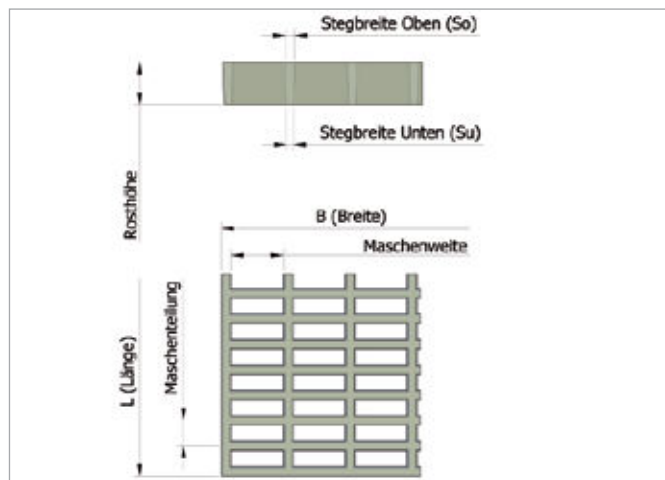 Stegbreite Oben (So)
Stegbreite Unten (Su)
Rosthöhe
B (Breite)
Maschenweite
Maschenteilung
L (Länge)